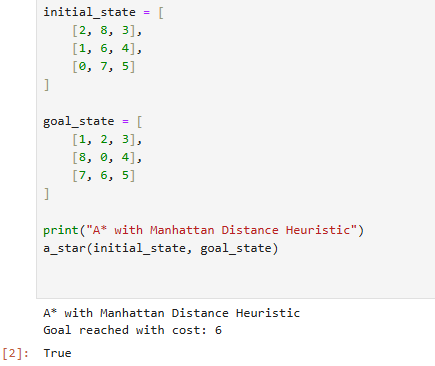 initial_state = [
    [2, 8, 3],
    [1, 6, 4],
    [0, 7, 5]
]

goal_state = [
    [1, 2, 3],
    [8, 0, 4],
    [7, 6, 5]
]

print("A* with Manhattan Distance Heuristic")
a_star(initial_state, goal_state)

A* with Manhattan Distance Heuristic
Goal reached with cost: 6
[2]: True